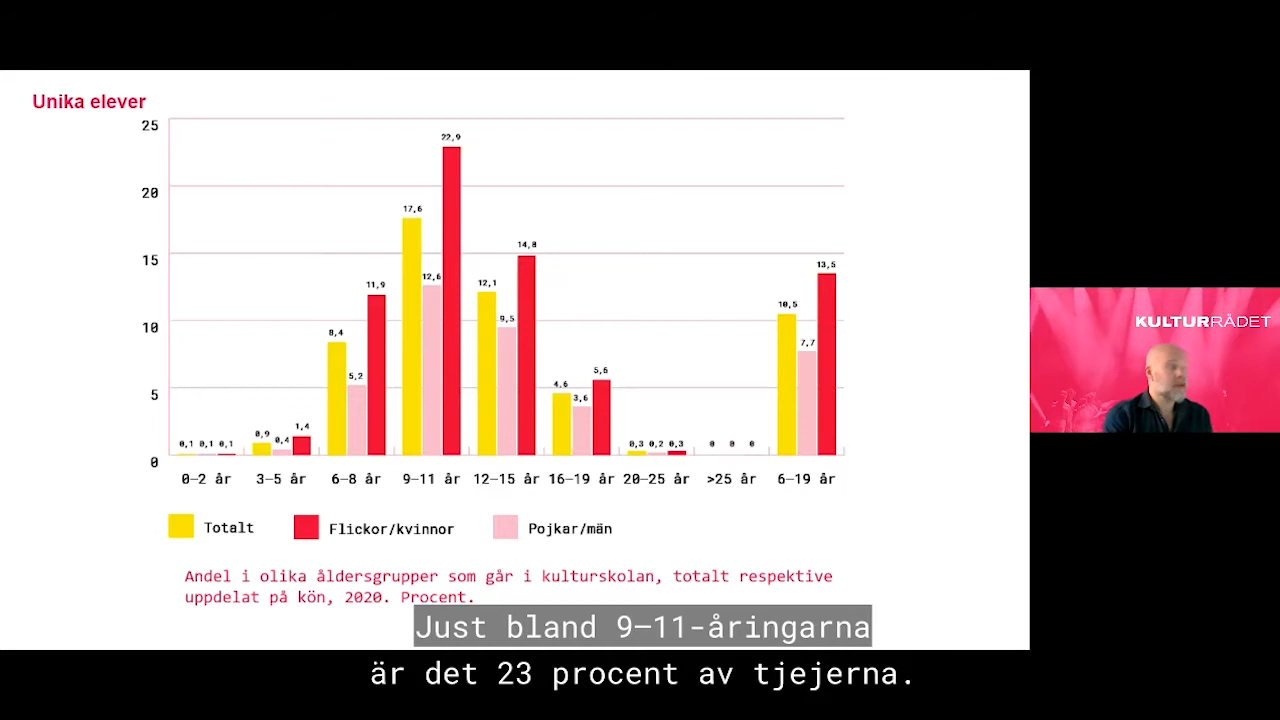 Unika elever
25
20
15
10
5
0
0,1 0,1 0,1
0,9 0,4 1,4
8,4 5,2 11,9
17,6 12,6 22,9
12,1 9,5 14,8
4,6 3,6 5,6
0,3 0,2 0,3
0 0 0
10,5 7,7 13,5
0–2 år 3–5 år 6–8 år 9–11 år 12–15 år 16–19 år 20–25 år >25 år 6–19 år
Totalt Flickor/kvinnor Pojkar/män
Andel i olika åldersgrupper som går i kulturskolan, totalt respektive
uppdelat på kön, 2020. Procent.
KULTURRÅDET
Just bland 9–11-åringarna
är det 23 procent av tjejerna.